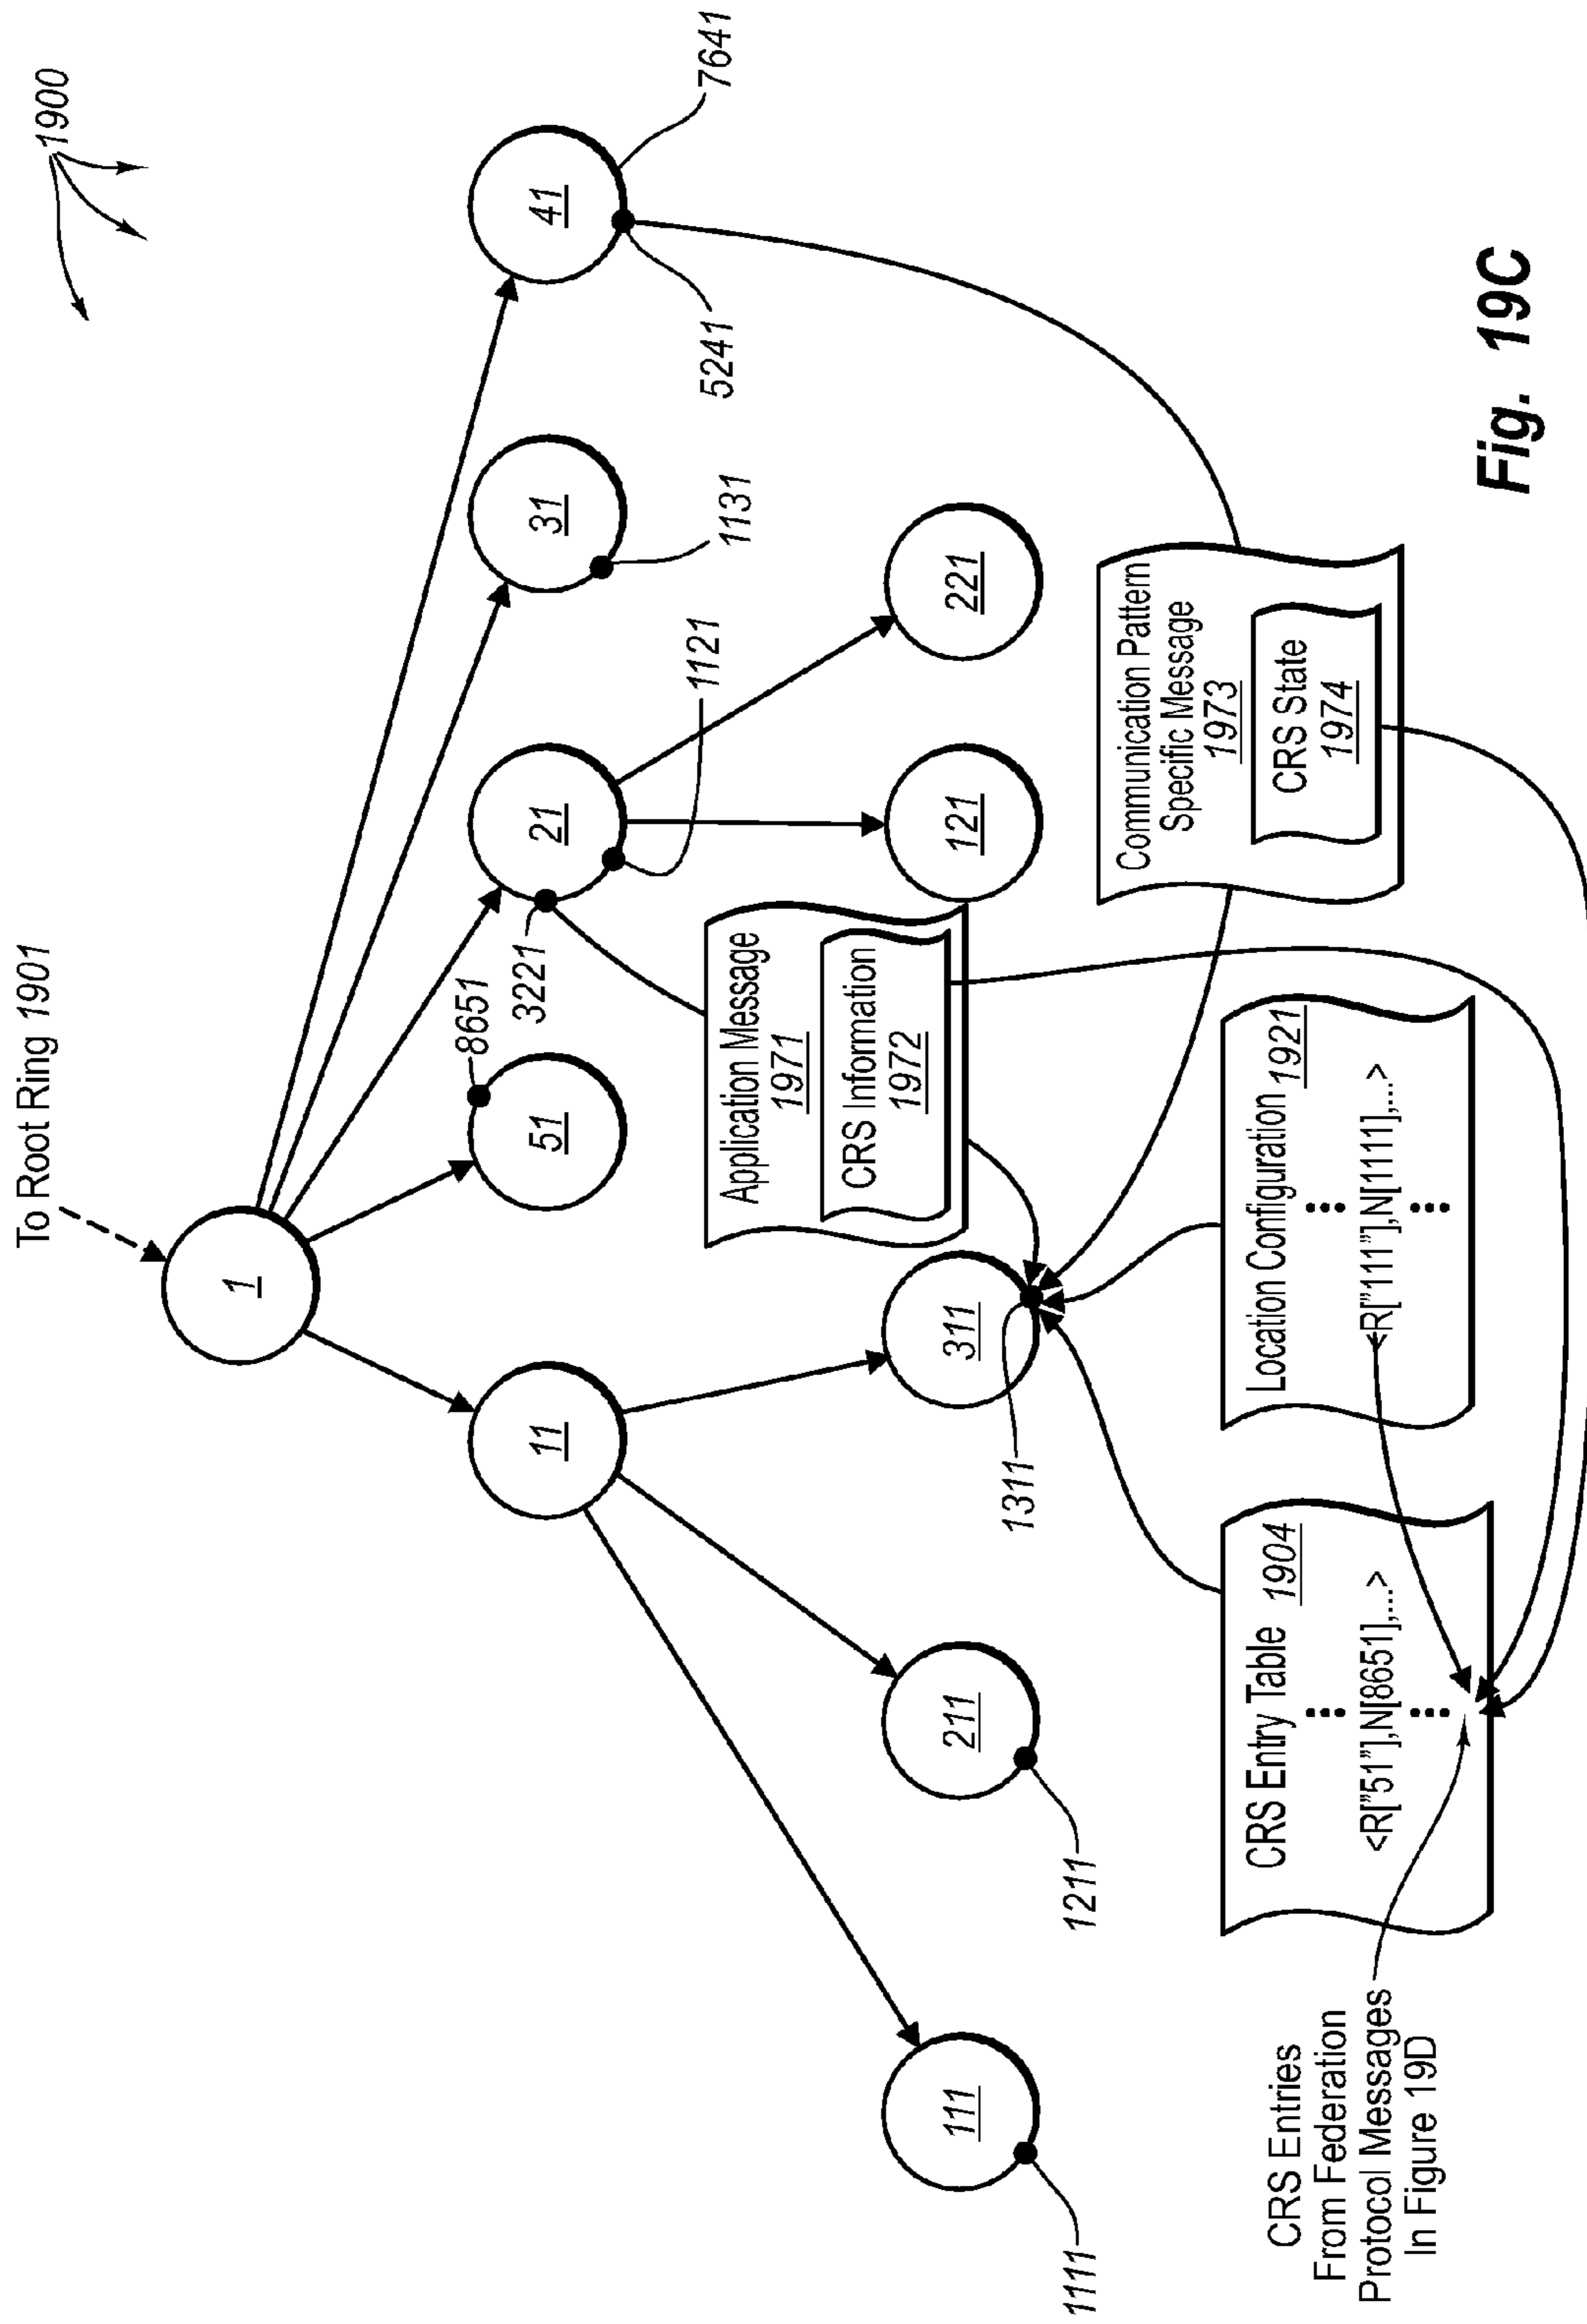 To Root Ring 1901
1900
1
11
51
21
31
41
8651
3221
1121
1131
5241
7641
111
211
311
121
221
1111
1211
1311
Application Message
1971
CRS Information
1972
Communication Pattern
Specific Message
1973
CRS State
1974
CRS Entry Table 1904
<R["51"],N[8651],...>
Location Configuration 1921
<R["111"],N[1111],...>
CRS Entries
From Federation
Protocol Messages
In Figure 19D
Fig. 19C